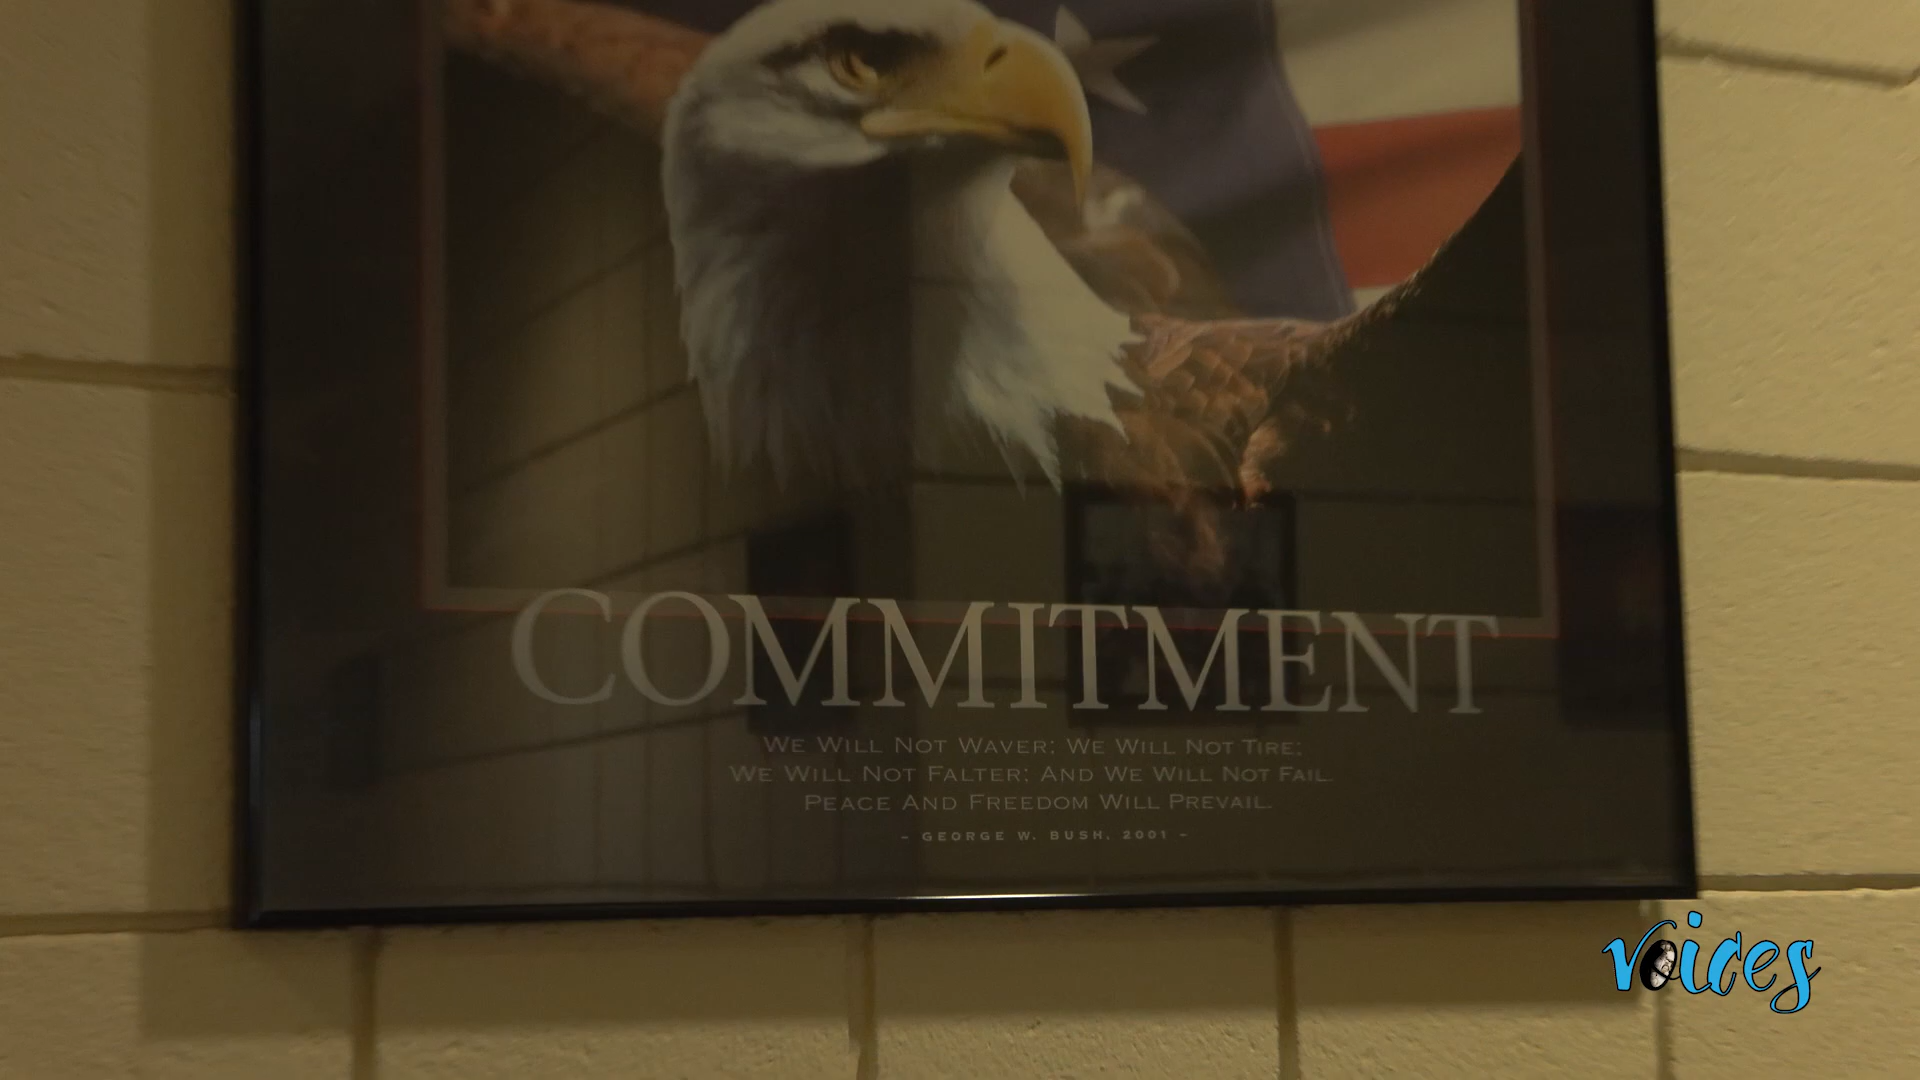 COMMITMENT
WE WILL NOT WAVER; WE WILL NOT TIRE;
WE WILL NOT FALTER; AND WE WILL NOT FAIL.
PEACE AND FREEDOM WILL PREVAIL.
- GEORGE W. BUSH, 2001 -
voices